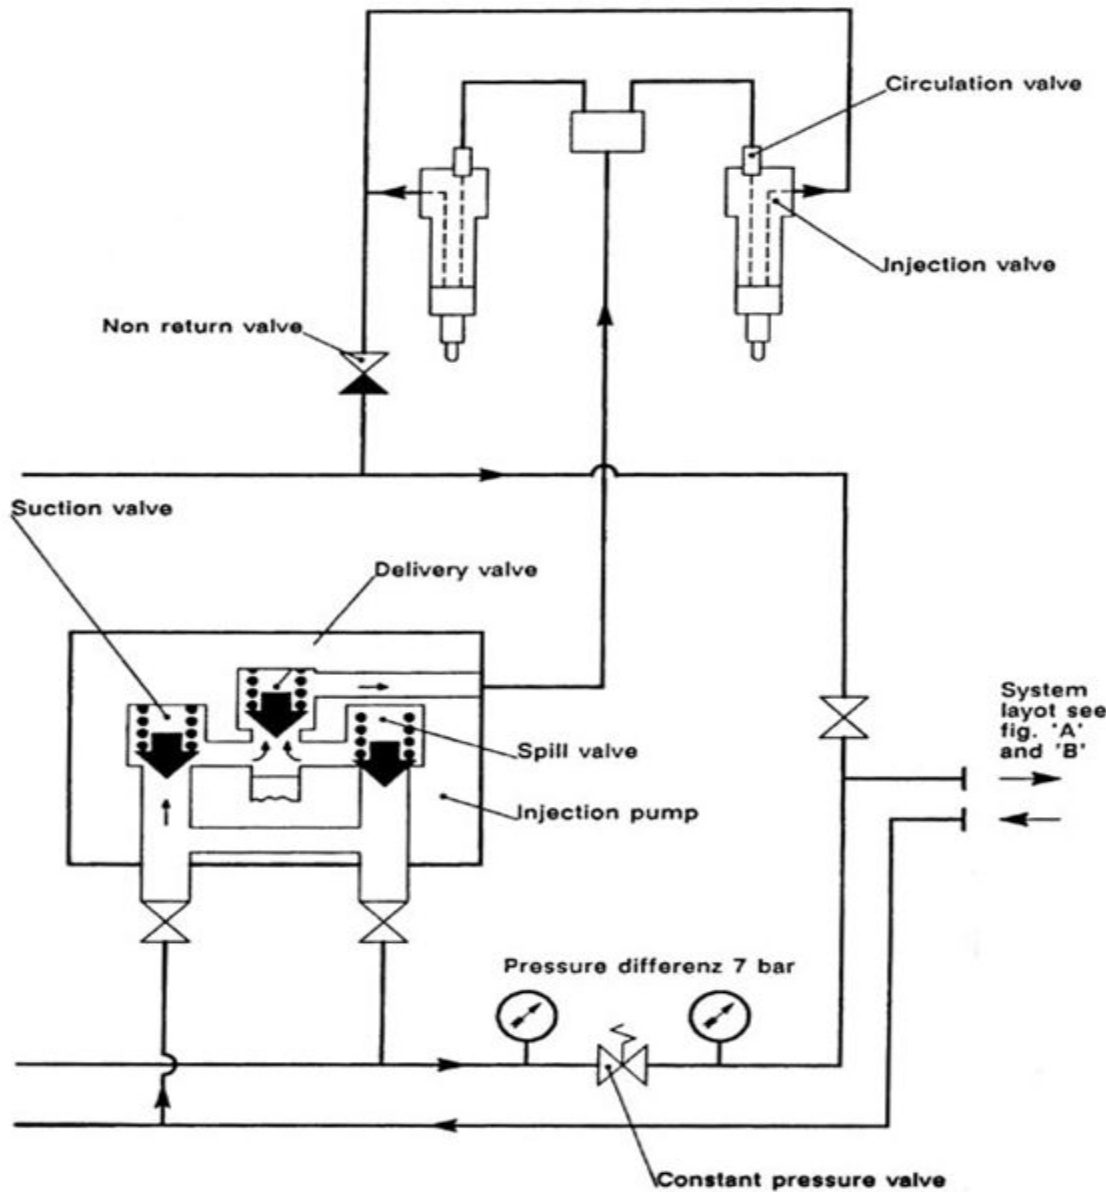 Circulation valve
Injection valve
Non return valve
Suction valve
Delivery valve
System
layot see
fig. 'A'
and 'B'
Spill valve
Injection pump
Pressure differenz 7 bar
Constant pressure valve